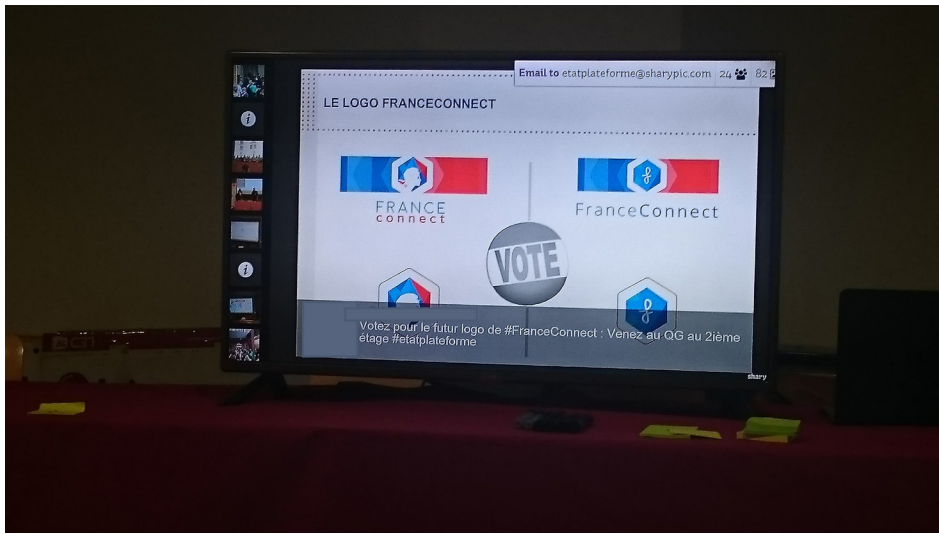 Email to etatplateforme@sharypic.com 24 82
LE LOGO FRANCECONNECT
FRANCE
connect
FranceConnect
VOTE
Votez pour le futur logo de #FranceConnect : Venez au QG au 2ième
étage #etatplateforme
shary